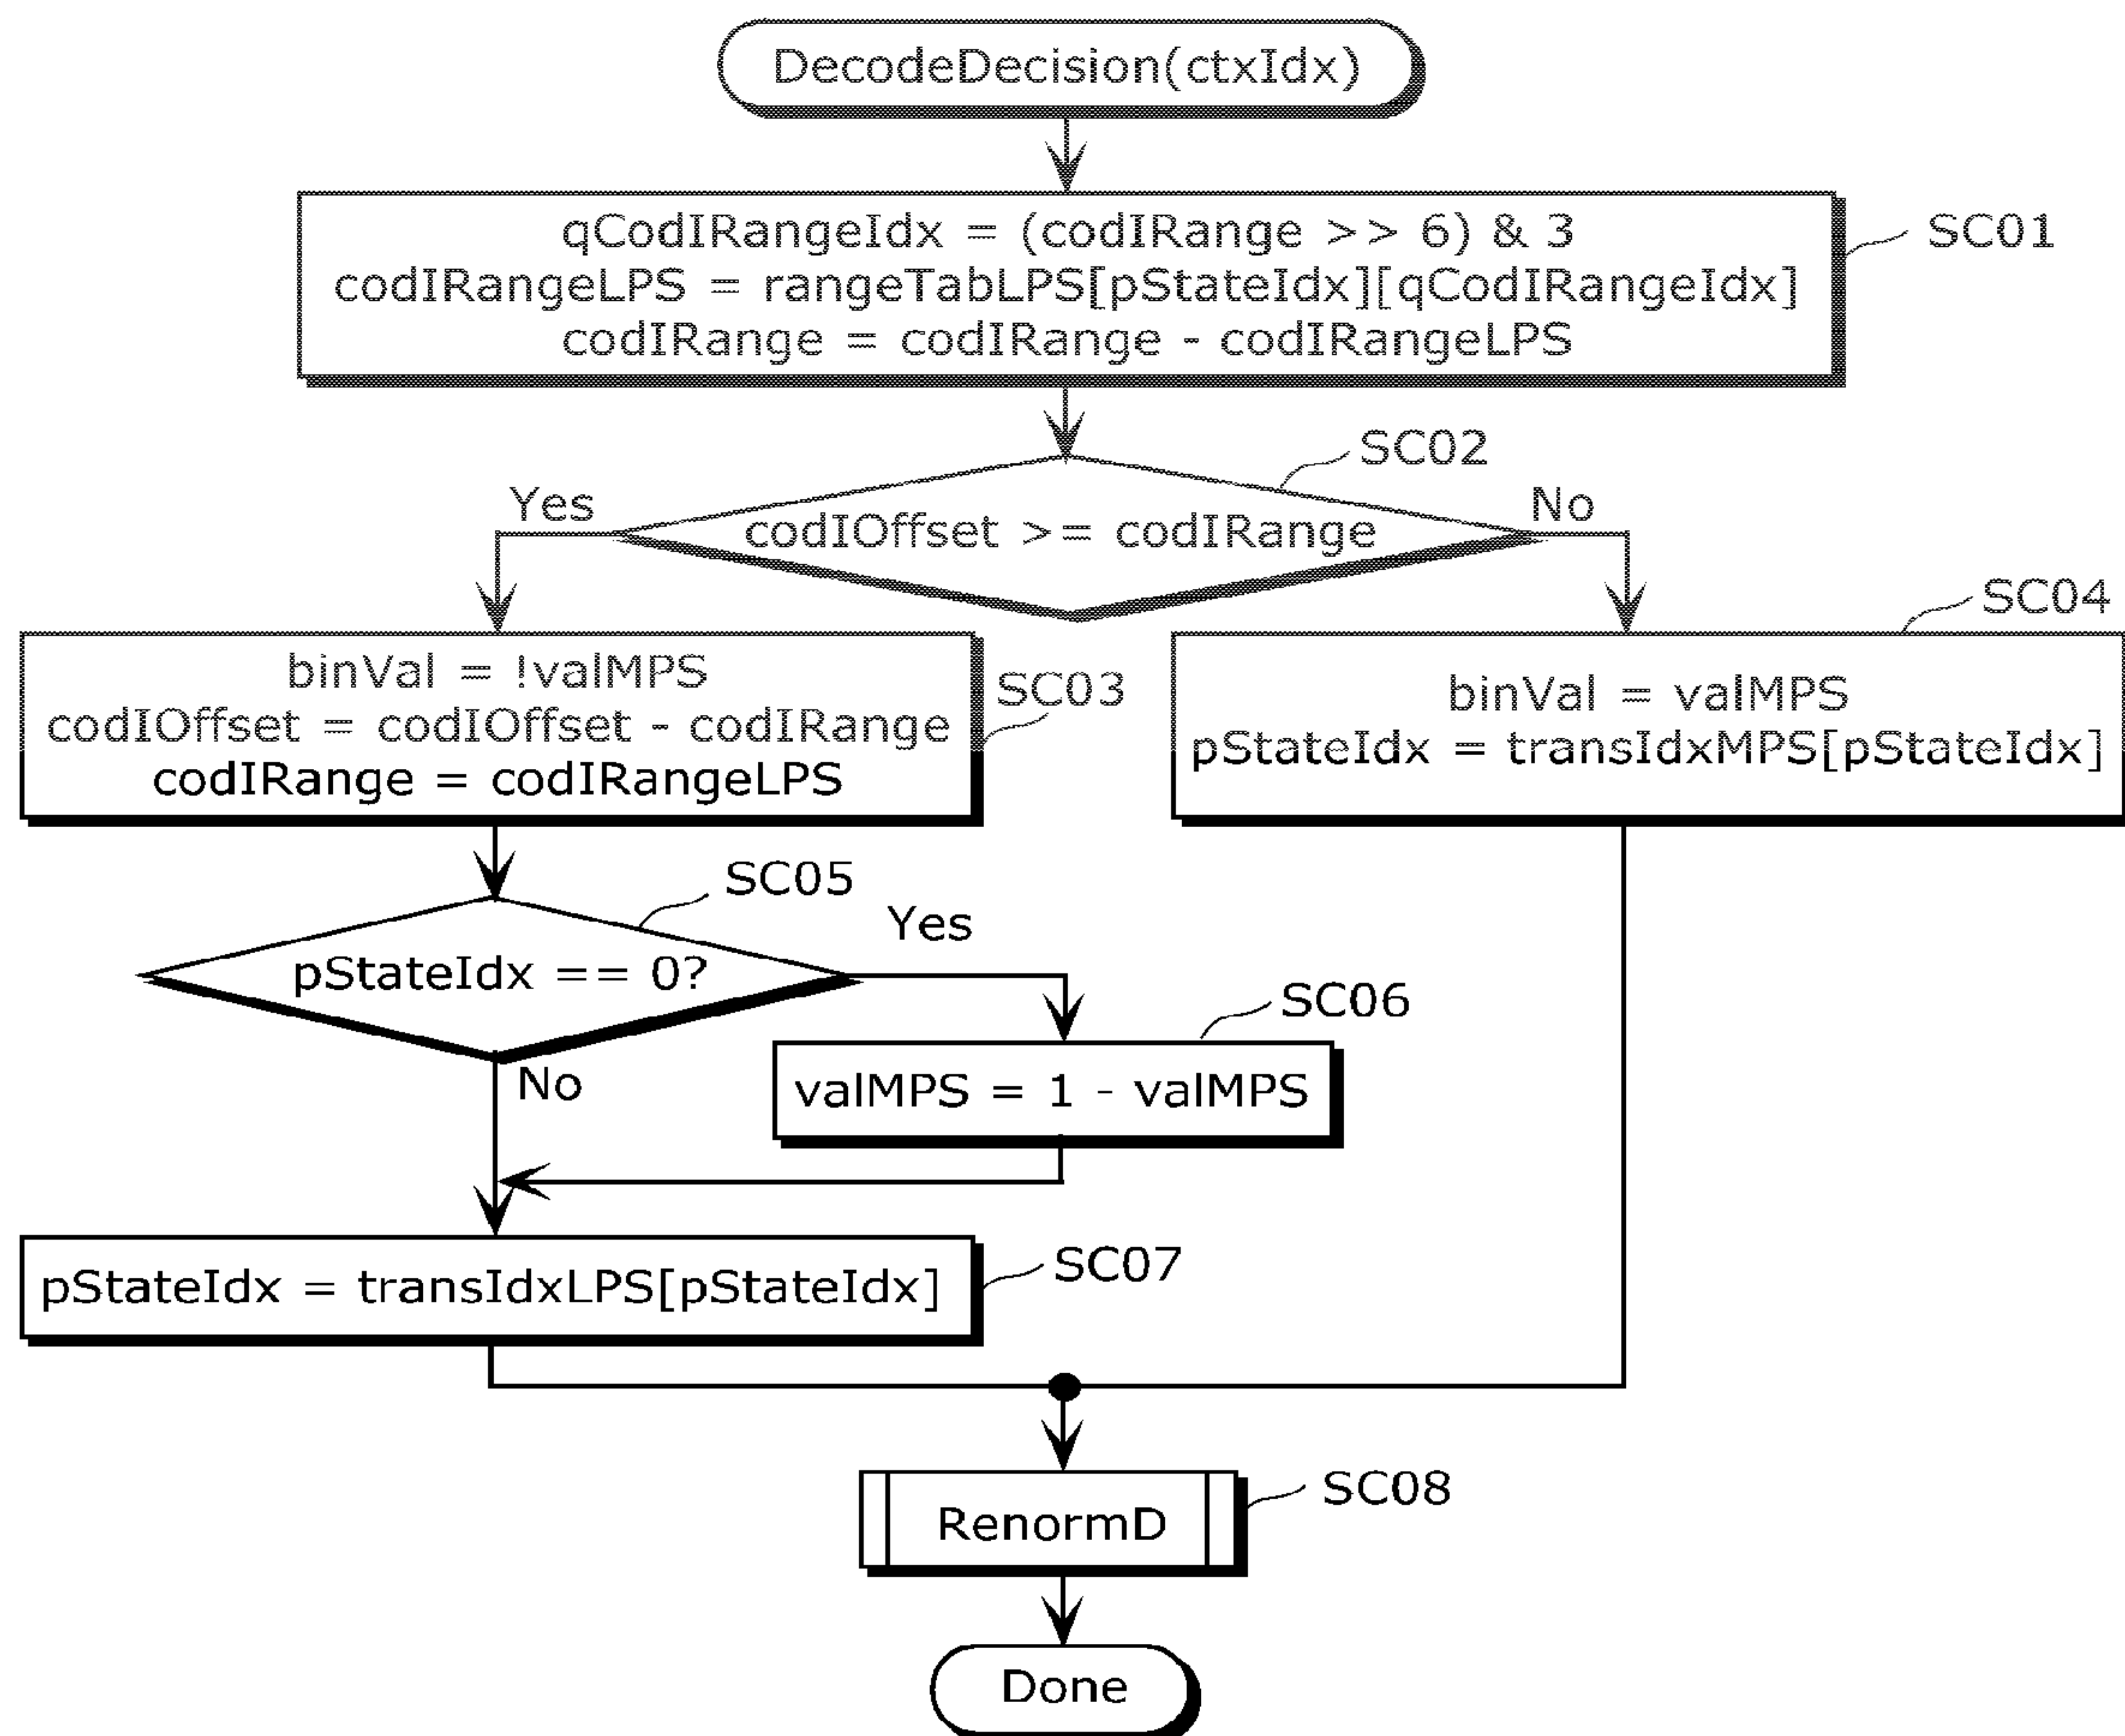 DecodeDecision(ctxIdx)
qCodIRangeIdx = (codIRange >> 6) & 3
codIRangeLPS = rangeTabLPS[pStateIdx][qCodIRangeIdx]
codIRange = codIRange - codIRangeLPS
SC01
SC02
Yes
codIOffset >= codIRange
No
binVal = !valMPS
codIOffset = codIOffset - codIRange
codIRange = codIRangeLPS
SC03
SC04
binVal = valMPS
pStateIdx = transIdxMPS[pStateIdx]
SC05
pStateIdx == 0?
Yes
No
SC06
valMPS = 1 - valMPS
pStateIdx = transIdxLPS[pStateIdx]
SC07
RenormD
SC08
Done